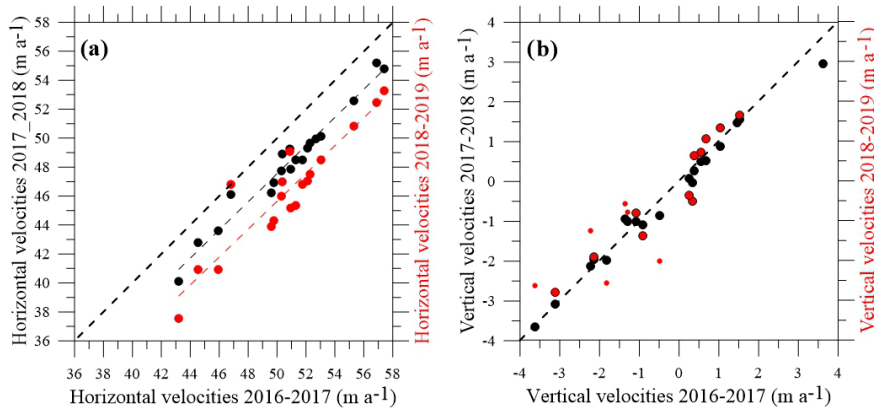 (a)
58
56
54
52
50
48
46
44
42
40
38
36
Horizontal velocities 2017_2018 (m a-1)
Horizontal velocities 2018-2019 (m a-1)
36 38 40 42 44 46 48 50 52 54 56 58
Horizontal velocities 2016-2017 (m a-1)
(b)
4
3
2
1
0
-1
-2
-3
-4
Vertical velocities 2017-2018 (m a-1)
Vertical velocities 2018-2019 (m a-1)
-4 -3 -2 -1 0 1 2 3 4
Vertical velocities 2016-2017 (m a-1)